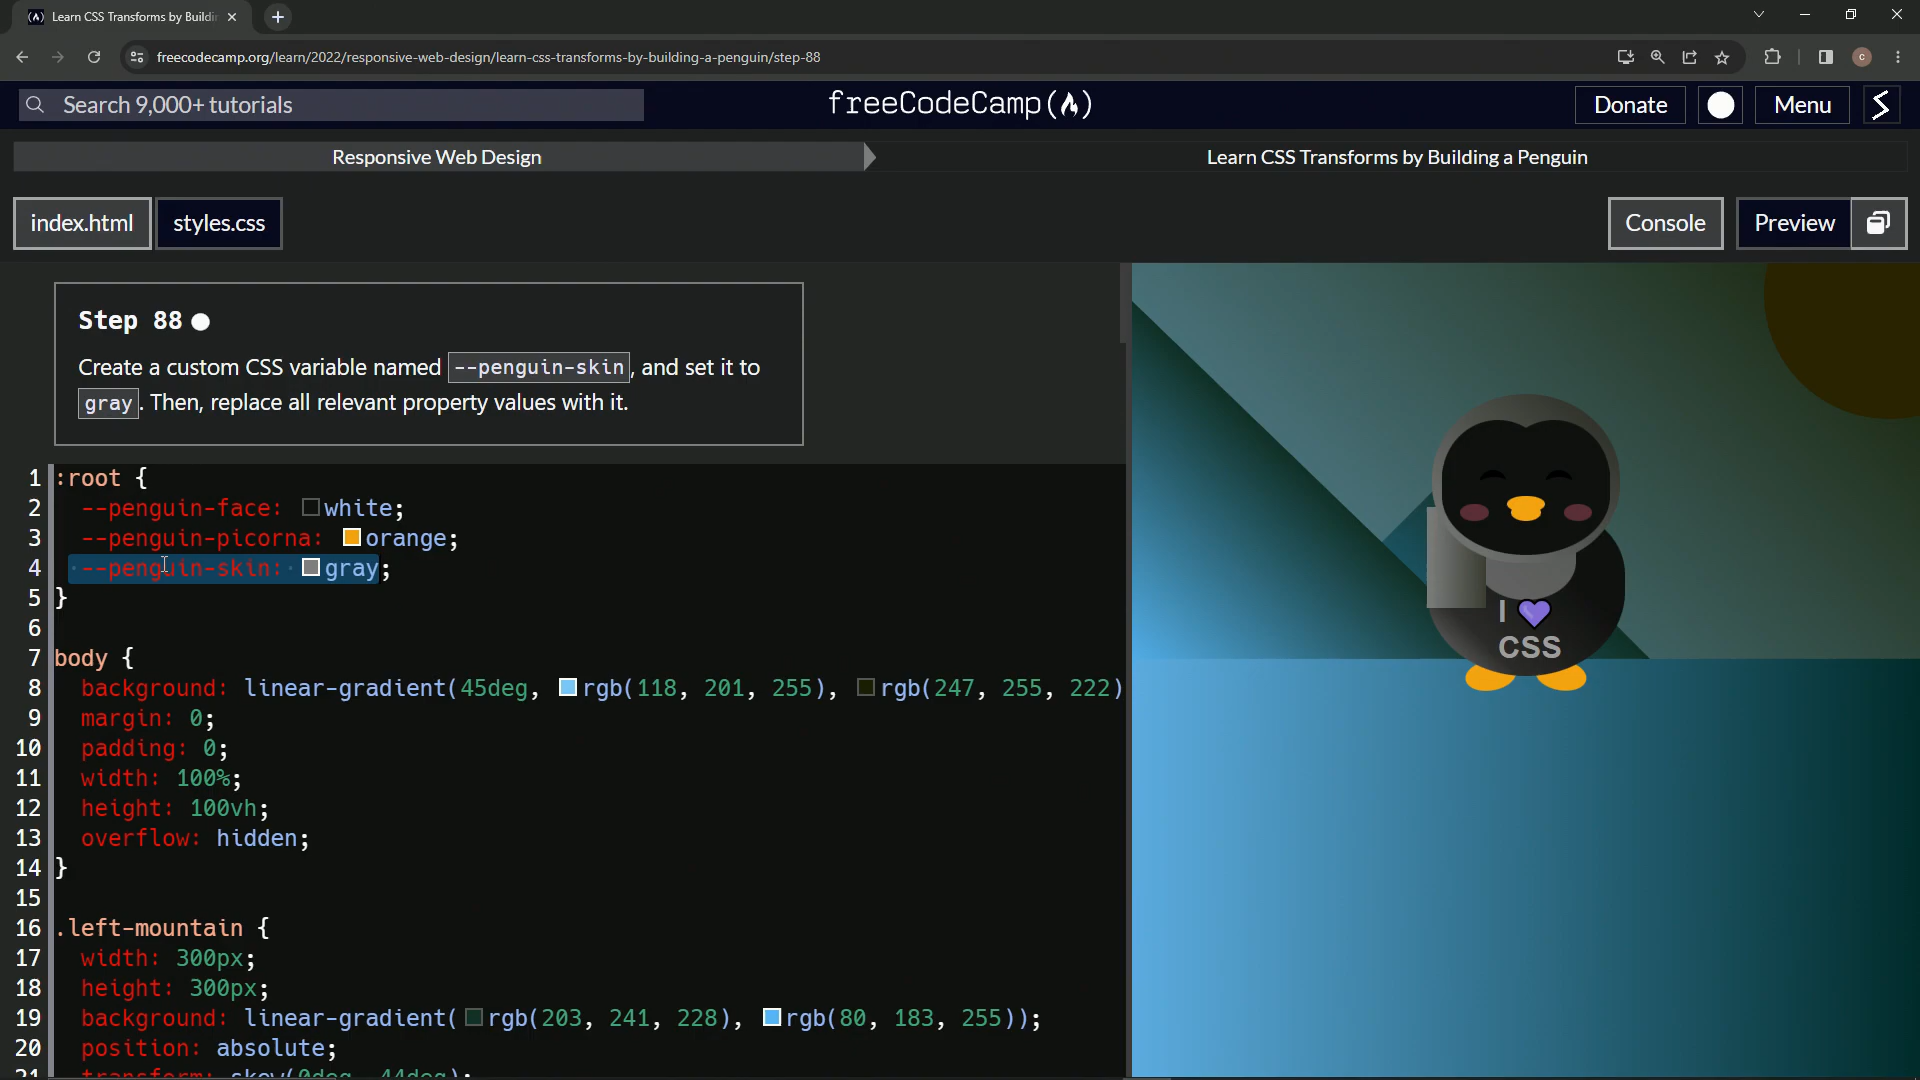 Learn CSS Transforms by Buildi
freecodecamp.org/learn/2022/responsive-web-design/learn-css-transforms-by-building-a-penguin/step-88
C
Search 9,000+ tutorials
freeCodeCamp
Donate
Menu
Responsive Web Design
Learn CSS Transforms by Building a Penguin
index.html
styles.css
Console
Preview
Step 88
Create a custom CSS variable named --penguin-skin, and set it to
gray. Then, replace all relevant property values with it.
1 :root {
2 --penguin-face: white;
3 --penguin-picorna: orange;
4 --penguin-skin: gray;
5 }
6
7 body {
8 background: linear-gradient(45deg, rgb(118, 201, 255), rgb(247, 255, 222)
9 margin: 0;
10 padding: 0;
11 width: 100%;
12 height: 100vh;
13 overflow: hidden;
14 }
15
16 .left-mountain {
17 width: 300px;
18 height: 300px;
19 background: linear-gradient(rgb(203, 241, 228), rgb(80, 183, 255));
20 position: absolute;
21 transform: skew(0deg, 44deg);
I 💜
CSS